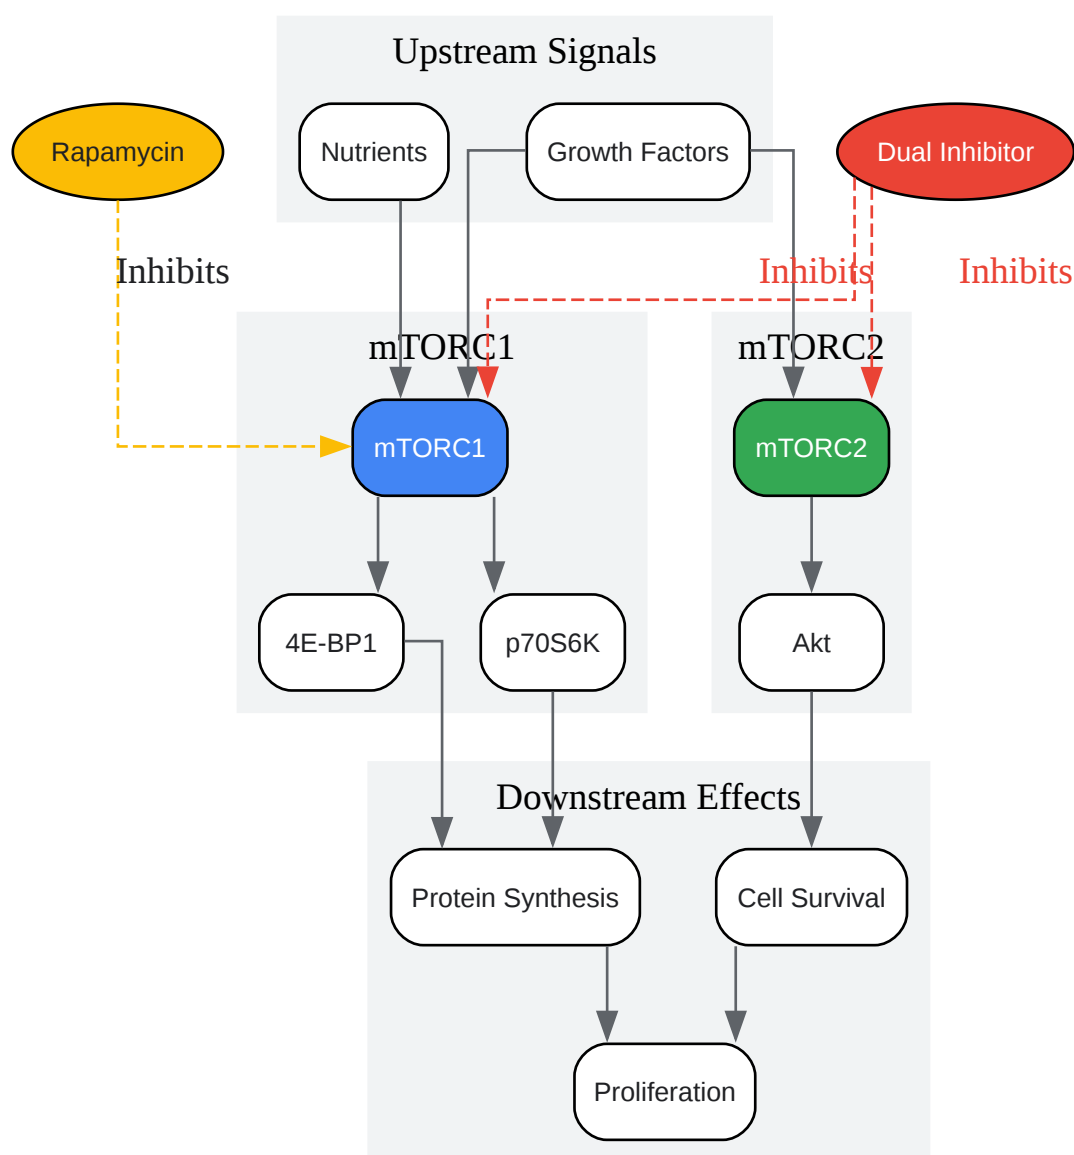 Upstream Signals
Rapamycin
Nutrients
Growth Factors
Dual Inhibitor
Inhibits
Inhibits
Inhibits
mTORC1
mTORC2
mTORC1
mTORC2
4E-BP1
p70S6K
Akt
Downstream Effects
Protein Synthesis
Cell Survival
Proliferation